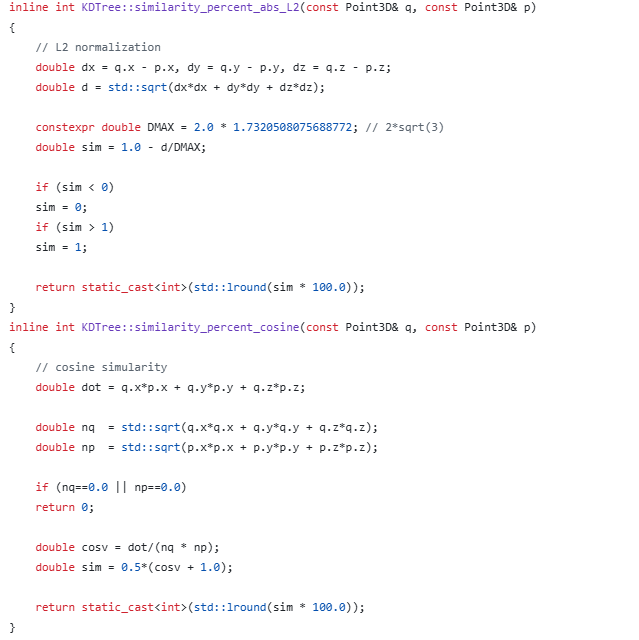 inline int KDTree::similarity_percent_abs_L2(const Point3D& q, const Point3D& p)
{
    // L2 normalization
    double dx = q.x - p.x, dy = q.y - p.y, dz = q.z - p.z;
    double d = std::sqrt(dx*dx + dy*dy + dz*dz);

    constexpr double DMAX = 2.0 * 1.7320508075688772; // 2*sqrt(3)
    double sim = 1.0 - d/DMAX;

    if (sim < 0)
    sim = 0;
    if (sim > 1)
    sim = 1;

    return static_cast<int>(std::lround(sim * 100.0));
}
inline int KDTree::similarity_percent_cosine(const Point3D& q, const Point3D& p)
{
    // cosine simularity
    double dot = q.x*p.x + q.y*p.y + q.z*p.z;

    double nq  = std::sqrt(q.x*q.x + q.y*q.y + q.z*q.z);
    double np  = std::sqrt(p.x*p.x + p.y*p.y + p.z*p.z);

    if (nq==0.0 || np==0.0)
    return 0;

    double cosv = dot/(nq * np);
    double sim = 0.5*(cosv + 1.0);

    return static_cast<int>(std::lround(sim * 100.0));
}